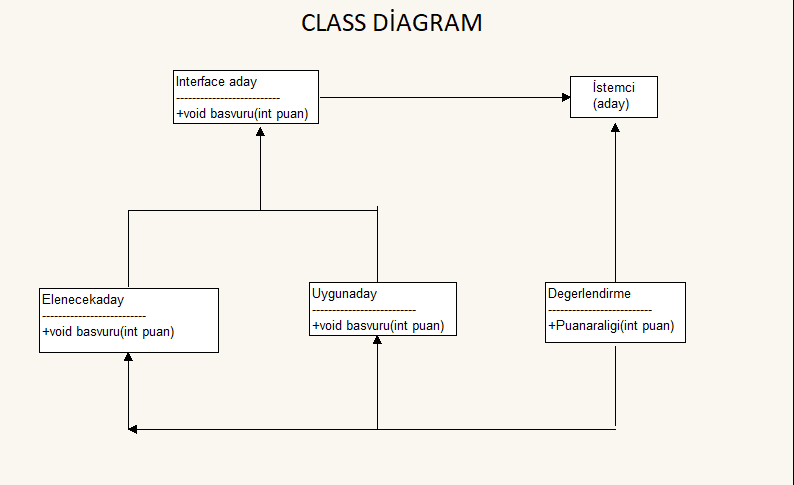 CLASS DİAGRAM
Interface aday
--------------------------
+void basvuru(int puan)
İstemci
(aday)
Elenecekaday
--------------------------
+void basvuru(int puan)
Uygunaday
--------------------------
+void basvuru(int puan)
Degerlendirme
--------------------------
+Puanaraligi(int puan)